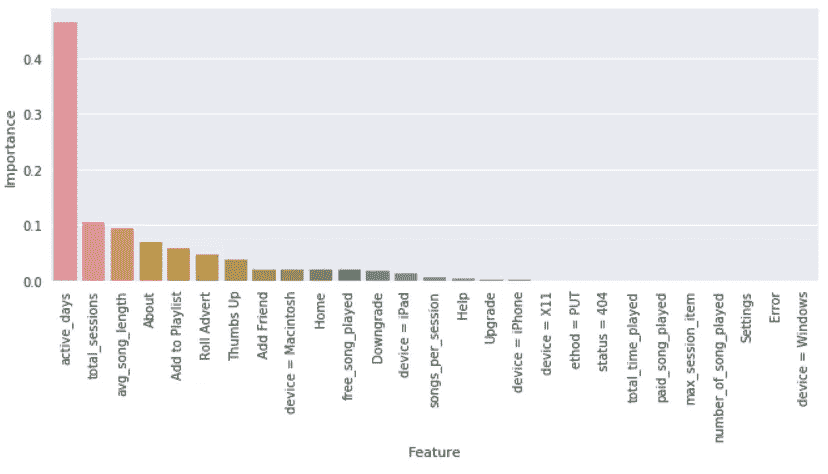 Importance
0.4
0.3
0.2
0.1
0.0
active_days
total_sessions
avg_song_length
About
Add to Playlist
Roll Advert
Thumbs Up
Add Friend
device = Macintosh
Home
free_song_played
Downgrade
device = iPad
songs_per_session
Help
Upgrade
device = iPhone
device = X11
ethod = PUT
status = 404
total_time_played
paid_song_played
max_session_item
number_of_song_played
Settings
Error
device = Windows
Feature